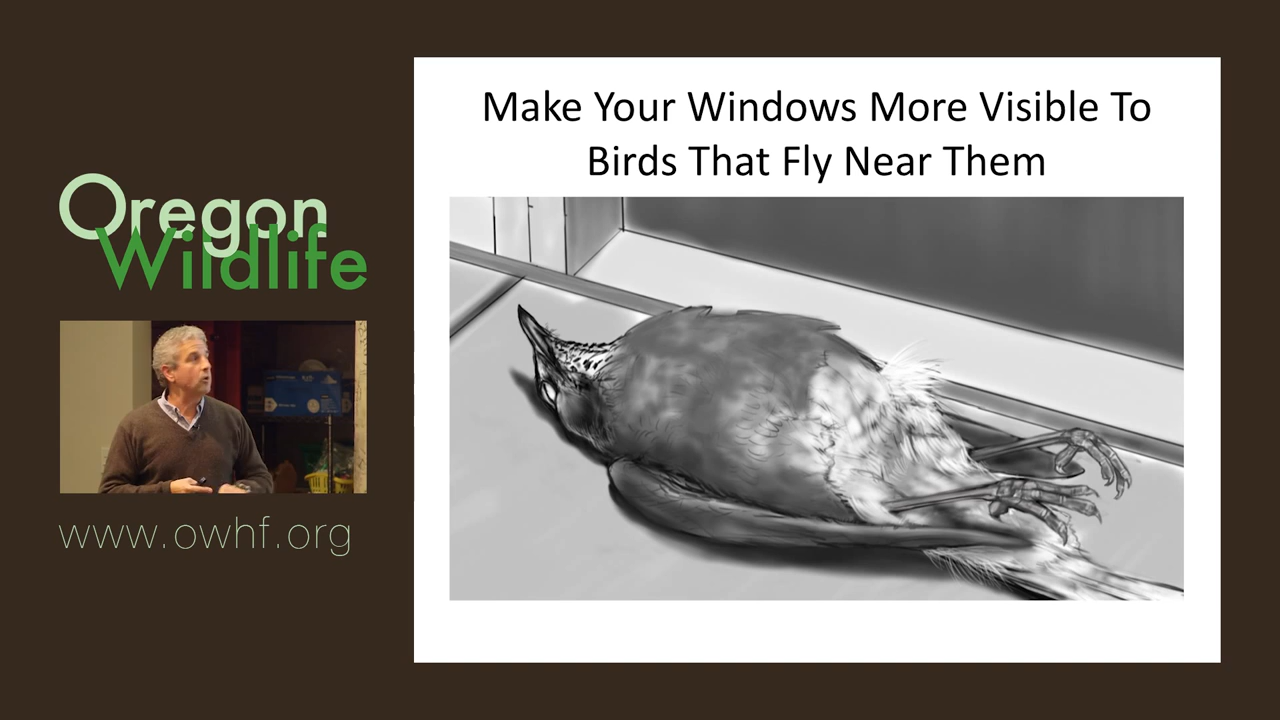 Oregon
Wildlife
www.owhf.org
Make Your Windows More Visible To
Birds That Fly Near Them